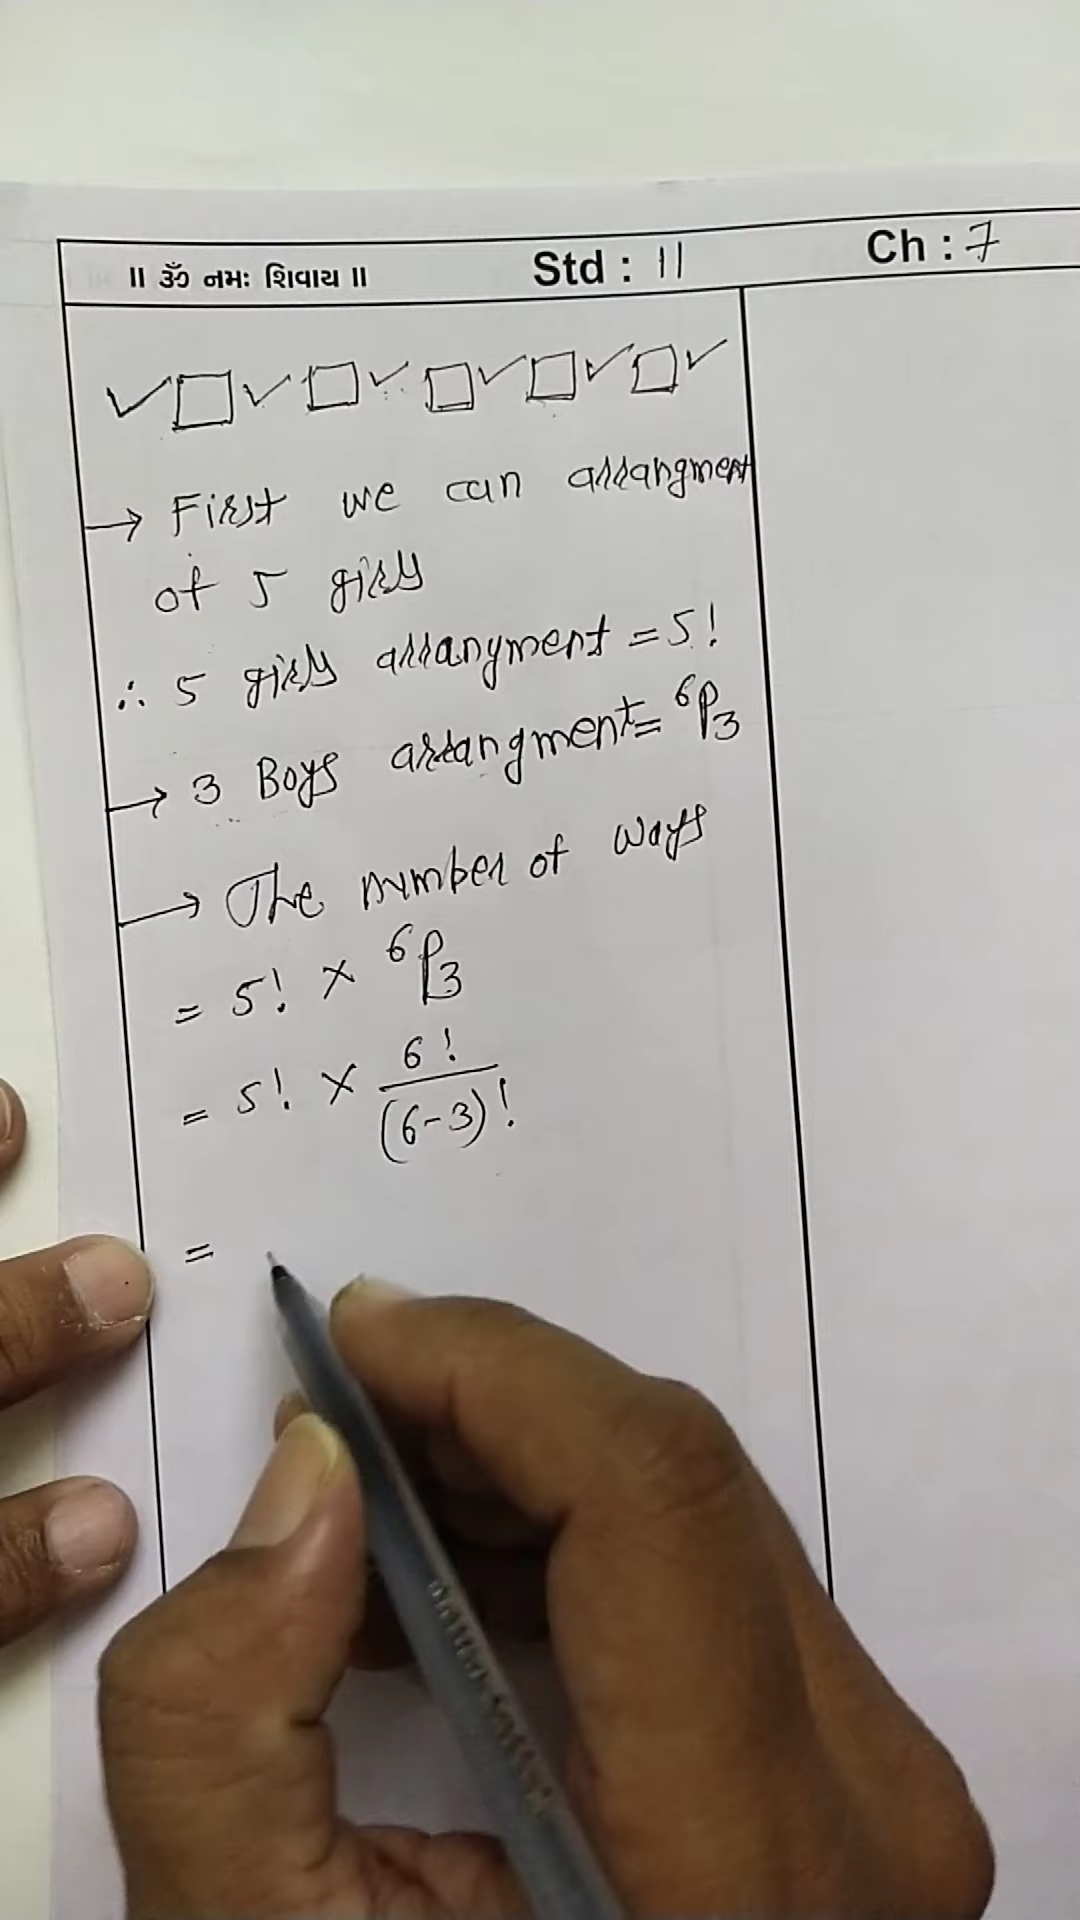 ॥ ૐ નમઃ શિવાય ॥ Std : 11 Ch : 7
→ First we can arrangment
of 5 girls
∴ 5 girls arrangment = 5!
→ 3 Boys arrangment = ⁶P₃
→ The number of ways
= 5! × ⁶P₃
= 5! × 6! / (6-3)!
=